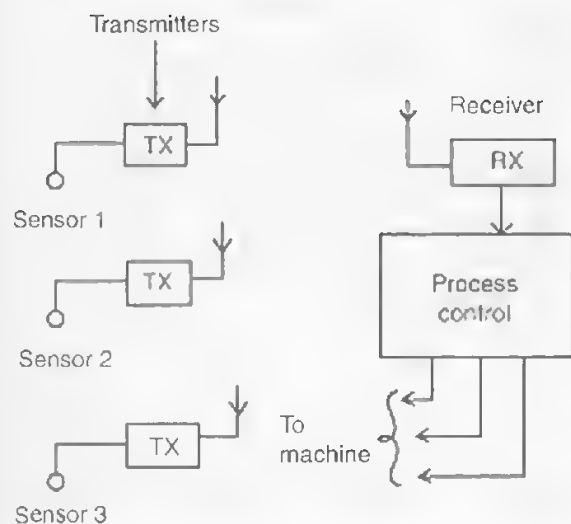 Transmitters
TX
Sensor 1
TX
Sensor 2
TX
Sensor 3
Receiver
RX
Process
control
To
machine